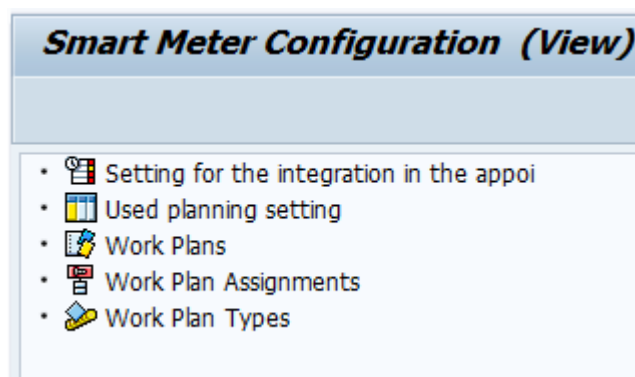 Smart Meter Configuration (View)
Setting for the integration in the appoi
Used planning setting
Work Plans
Work Plan Assignments
Work Plan Types